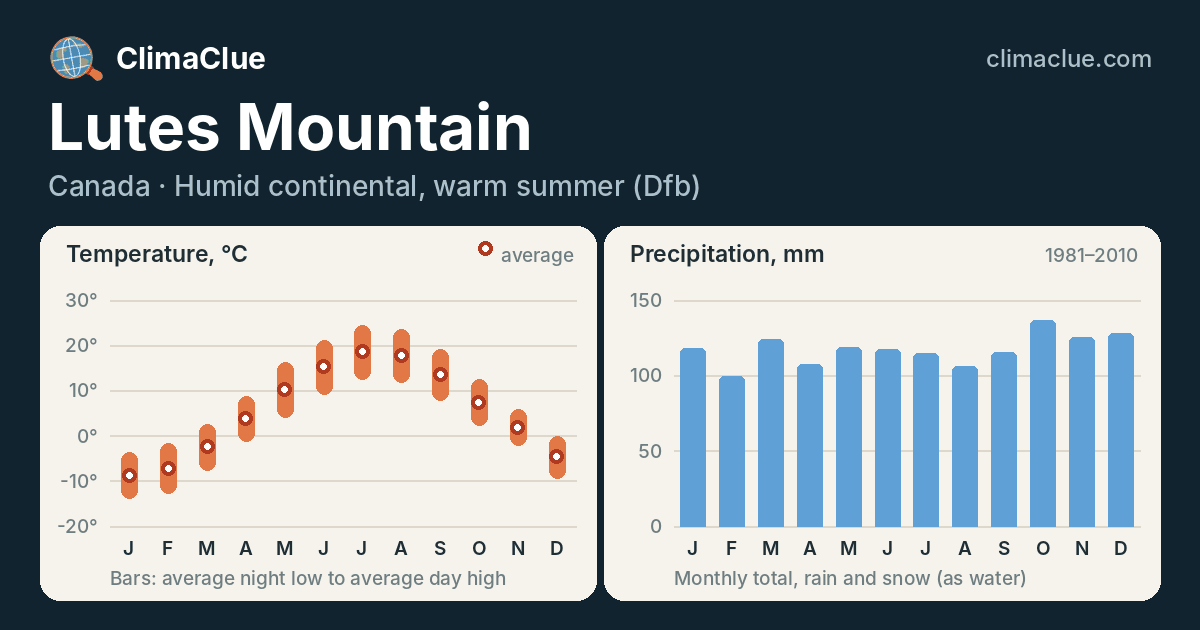 ClimaClue
climaclue.com
Lutes Mountain
Canada · Humid continental, warm summer (Dfb)
Temperature, °C
average
30°
20°
10°
0°
-10°
-20°
J F M A M J J A S O N D
Bars: average night low to average day high
Precipitation, mm
1981–2010
150
100
50
0
J F M A M J J A S O N D
Monthly total, rain and snow (as water)